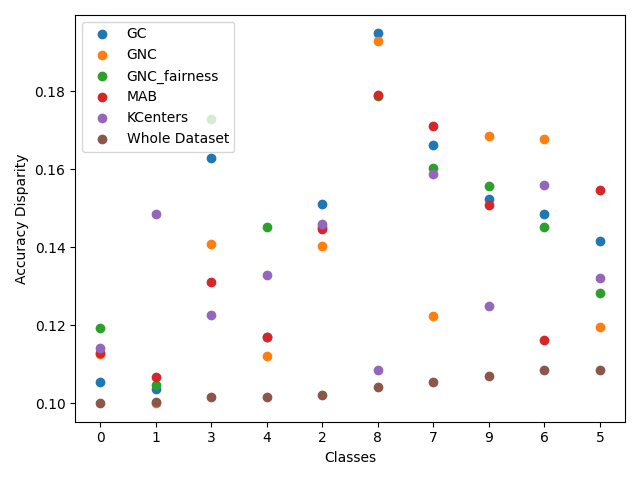 GC
GNC
GNC_fairness
MAB
KCenters
Whole Dataset
0.18
0.16
0.14
0.12
0.10
Accuracy Disparity
0 1 3 4 2 8 7 9 6 5
Classes